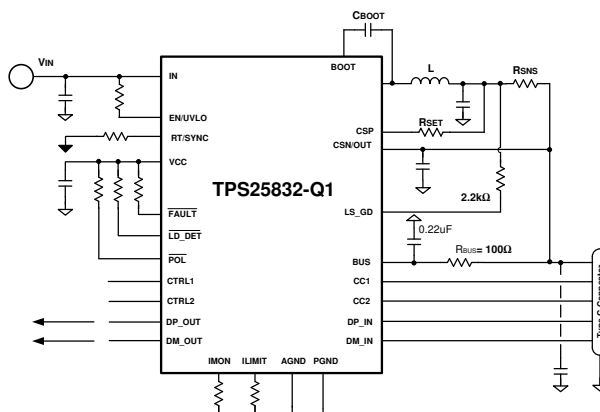 CBOOT
VIN
BOOT
L
RSNS
IN
EN/UVLO
RT/SYNC
CSP
RSET
CSN/OUT
VCC
TPS25832-Q1
2.2kΩ
FAULT
LS_GD
0.22uF
LD_DET
RBUS= 100Ω
POL
BUS
CTRL1
CC1
CTRL2
CC2
DP_OUT
DP_IN
DM_OUT
DM_IN
Type C Connector
IMON
ILIMIT
AGND
PGND